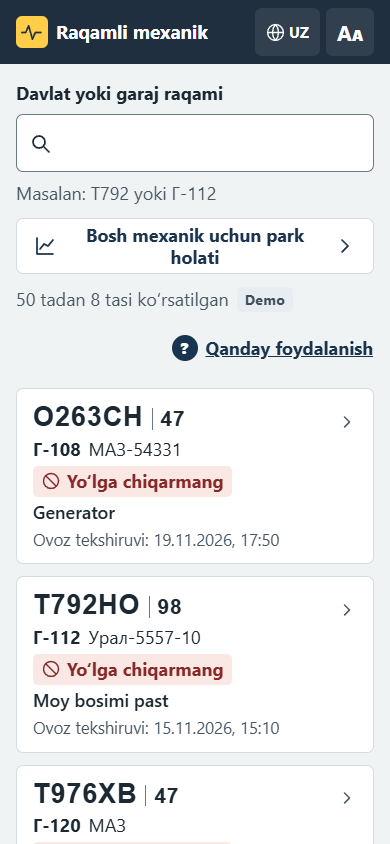 Raqamli mexanik
UZ
AA
Davlat yoki garaj raqami
Masalan: T792 yoki Г-112
Bosh mexanik uchun park
holati
50 tadan 8 tasi ko‘rsatilgan Demo
? Qanday foydalanish
О263СН 47
Г-108 МАЗ-54331
Yo‘lga chiqarmang
Generator
Ovoz tekshiruvi: 19.11.2026, 17:50
Т792НО 98
Г-112 Урал-5557-10
Yo‘lga chiqarmang
Moy bosimi past
Ovoz tekshiruvi: 15.11.2026, 15:10
Т976ХВ 47
Г-120 МАЗ